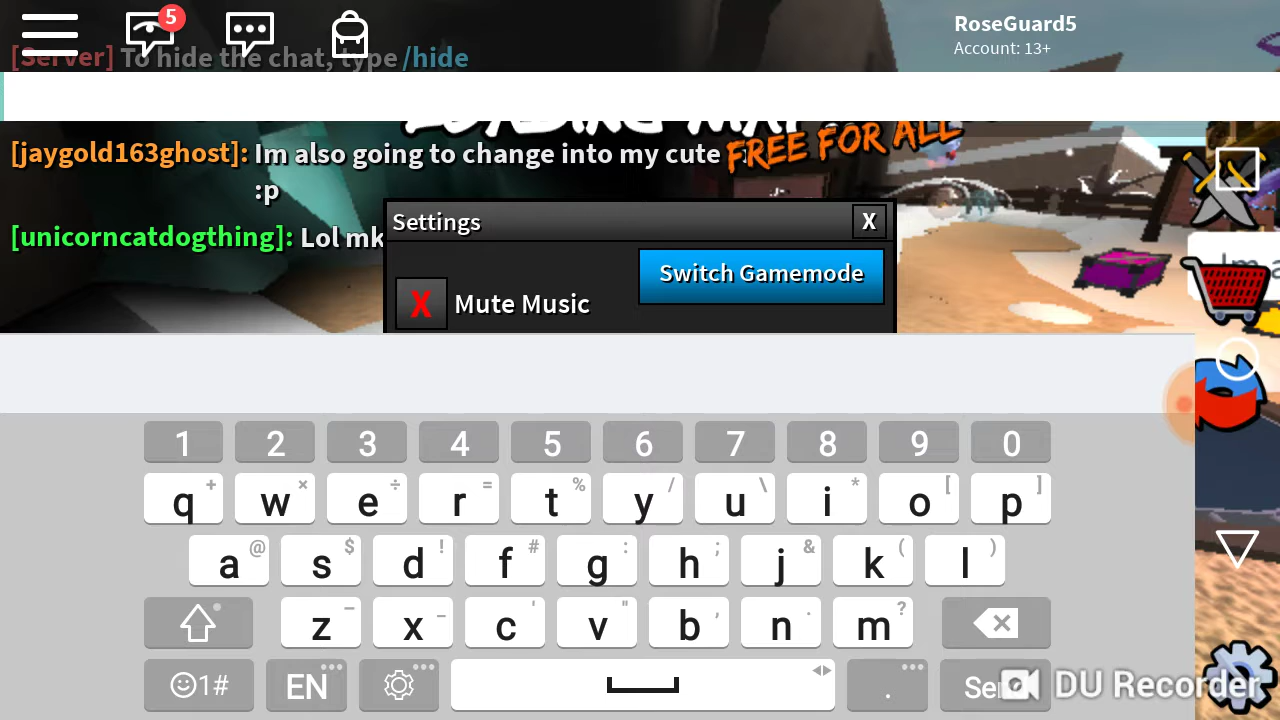 5
RoseGuard5
Account: 13+
[Server] To hide the chat, type /hide
FREE FOR ALL
[jaygold163ghost]: Im also going to change into my cute
:p
[unicorncatdogthing]: Lol mk
Settings
X
Switch Gamemode
X Mute Music
1 2 3 4 5 6 7 8 9 0
q + w × e ÷ r = t % y / u \ i * o [ p ]
a @ s $ d ! f # g : h ; j & k ( l )
z – x _ c ' v " b , n . m ?
1# EN .
DU Recorder